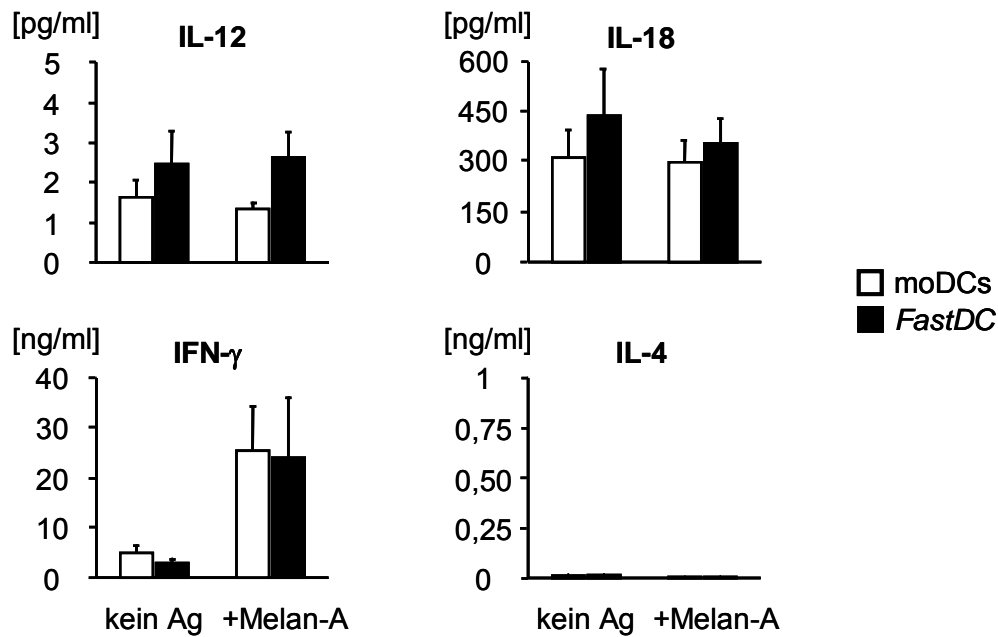 [pg/ml]
IL-12
5
4
3
2
1
0
[pg/ml]
IL-18
600
450
300
150
0
moDCs
FastDC
[ng/ml]
IFN-γ
40
30
20
10
0
kein Ag
+Melan-A
[ng/ml]
IL-4
1
0,75
0,50
0,25
0
kein Ag
+Melan-A